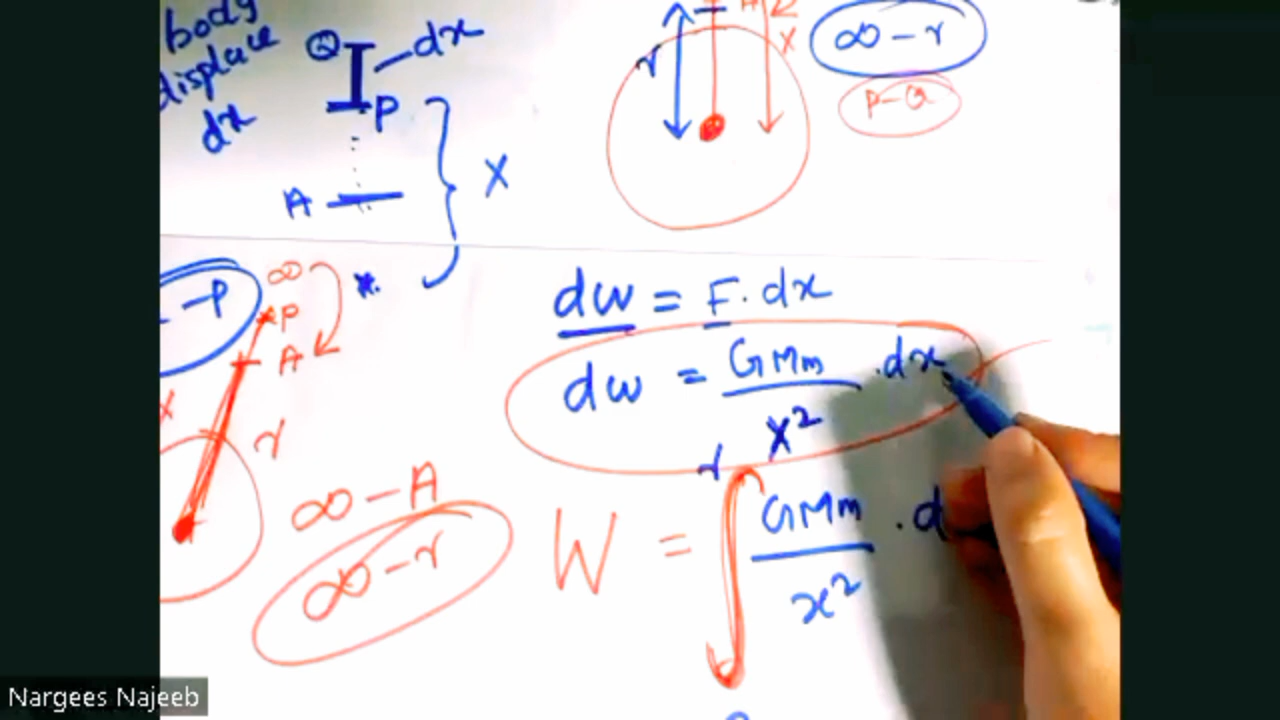 body
displace
dx
Q
dx
P
A
X
r
A
X
∞ - r
P - Q
- P
∞
P
A
X
r
∞ - A
∞ - r
dw = F . dx
dw = GMm / X² . dx
W = ∫ r GMm / x² . d
Nargees Najeeb